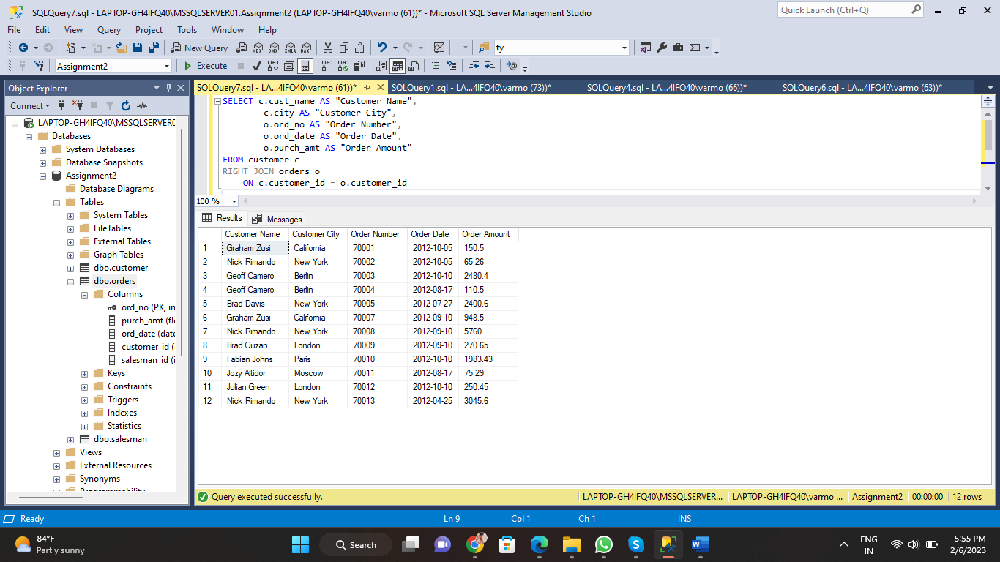 SQLQuery7.sql - LAPTOP-GH4IFQ40\MSSQLSERVER01.Assignment2 (LAPTOP-GH4IFQ40\varmo (61))* - Microsoft SQL Server Management Studio
Quick Launch (Ctrl+Q)
File Edit View Query Project Tools Window Help
New Query MDX DMX XMLA DAX ty
Assignment2 Execute
Object Explorer
Connect
LAPTOP-GH4IFQ40\MSSQLSERVER0
Databases
System Databases
Database Snapshots
Assignment2
Database Diagrams
Tables
System Tables
FileTables
External Tables
Graph Tables
dbo.customer
dbo.orders
Columns
ord_no (PK, in
purch_amt (flo
ord_date (date
customer_id (
salesman_id (i
Keys
Constraints
Triggers
Indexes
Statistics
dbo.salesman
Views
External Resources
Synonyms
Programmability
SQLQuery7.sql - LA...4IFQ40\varmo (61))* SQLQuery1.sql - LA...4IFQ40\varmo (73))* SQLQuery4.sql - LA...4IFQ40\varmo (66))* SQLQuery6.sql - LA...4IFQ40\varmo (63))*
SELECT c.cust_name AS "Customer Name",
c.city AS "Customer City",
o.ord_no AS "Order Number",
o.ord_date AS "Order Date",
o.purch_amt AS "Order Amount"
FROM customer c
RIGHT JOIN orders o
ON c.customer_id = o.customer_id
100 %
Results Messages
Customer Name Customer City Order Number Order Date Order Amount
1 Graham Zusi California 70001 2012-10-05 150.5
2 Nick Rimando New York 70002 2012-10-05 65.26
3 Geoff Camero Berlin 70003 2012-10-10 2480.4
4 Geoff Camero Berlin 70004 2012-08-17 110.5
5 Brad Davis New York 70005 2012-07-27 2400.6
6 Graham Zusi California 70007 2012-09-10 948.5
7 Nick Rimando New York 70008 2012-09-10 5760
8 Brad Guzan London 70009 2012-09-10 270.65
9 Fabian Johns Paris 70010 2012-10-10 1983.43
10 Jozy Altidor Moscow 70011 2012-08-17 75.29
11 Julian Green London 70012 2012-10-10 250.45
12 Nick Rimando New York 70013 2012-04-25 3045.6
Query executed successfully. LAPTOP-GH4IFQ40\MSSQLSERVER... LAPTOP-GH4IFQ40\varmo ... Assignment2 00:00:00 12 rows
Ready Ln 9 Col 1 Ch 1 INS
84°F
Partly sunny
Search
ENG
IN
5:55 PM
2/6/2023